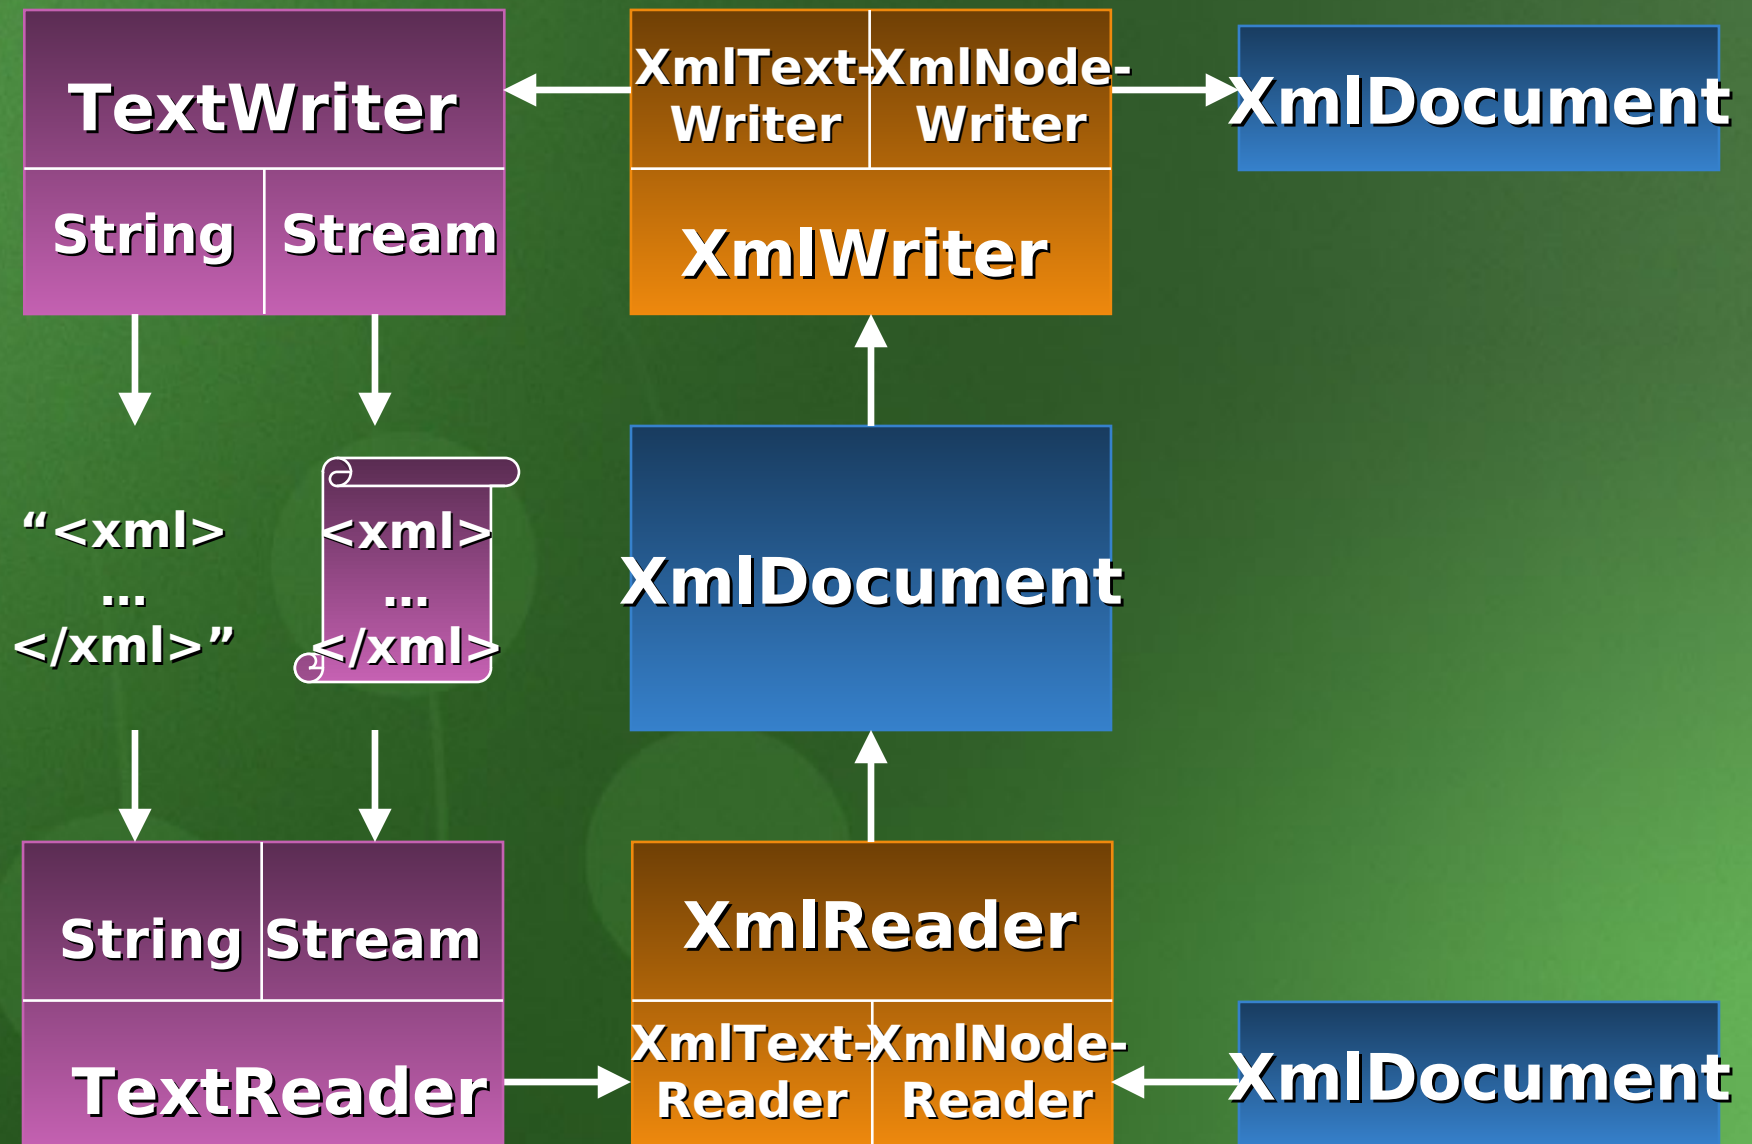 TextWriter
String
Stream
XmlText-
Writer
XmlNode-
Writer
XmlWriter
XmlDocument
“<xml>
…
</xml>”
<xml>
…
</xml>
XmlDocument
String
Stream
TextReader
XmlReader
XmlText-
Reader
XmlNode-
Reader
XmlDocument